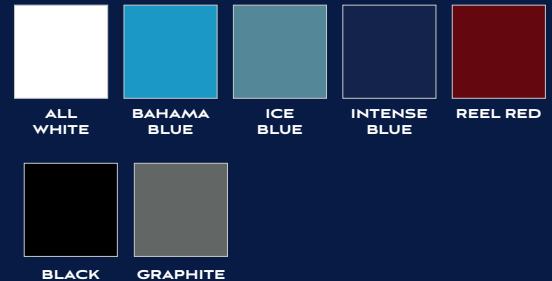 ALL
WHITE
BAHAMA
BLUE
ICE
BLUE
INTENSE
BLUE
REEL RED
BLACK
GRAPHITE